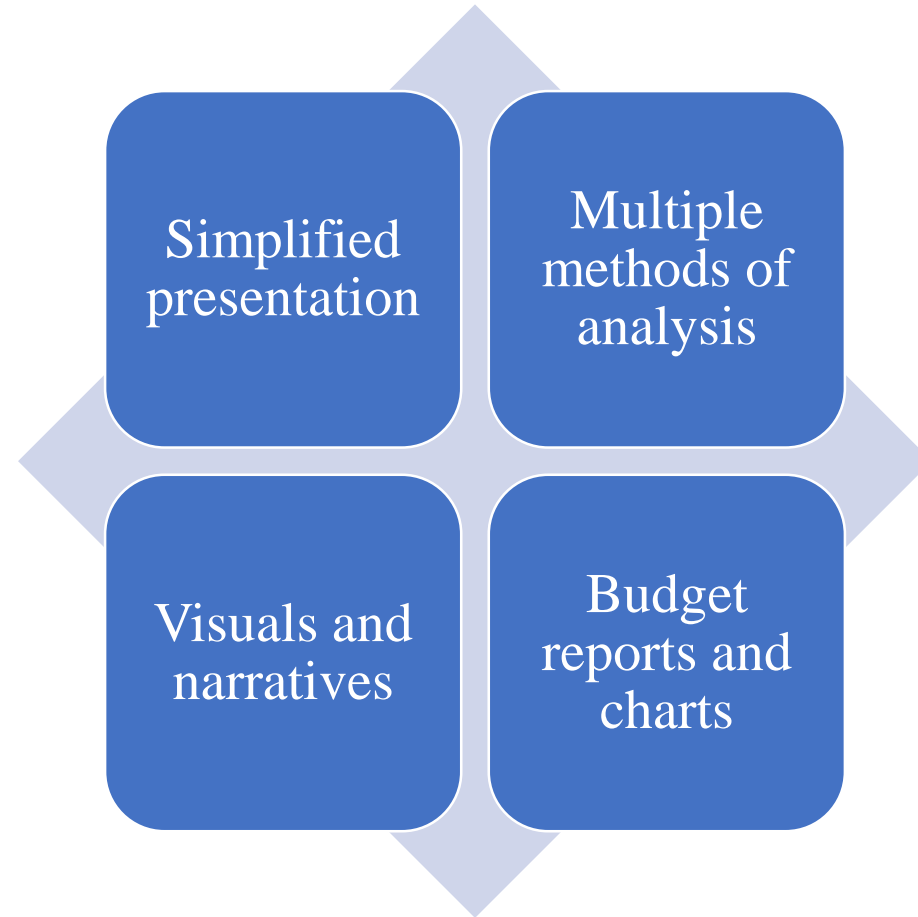 Simplified
presentation
Multiple
methods of
analysis
Visuals and
narratives
Budget
reports and
charts